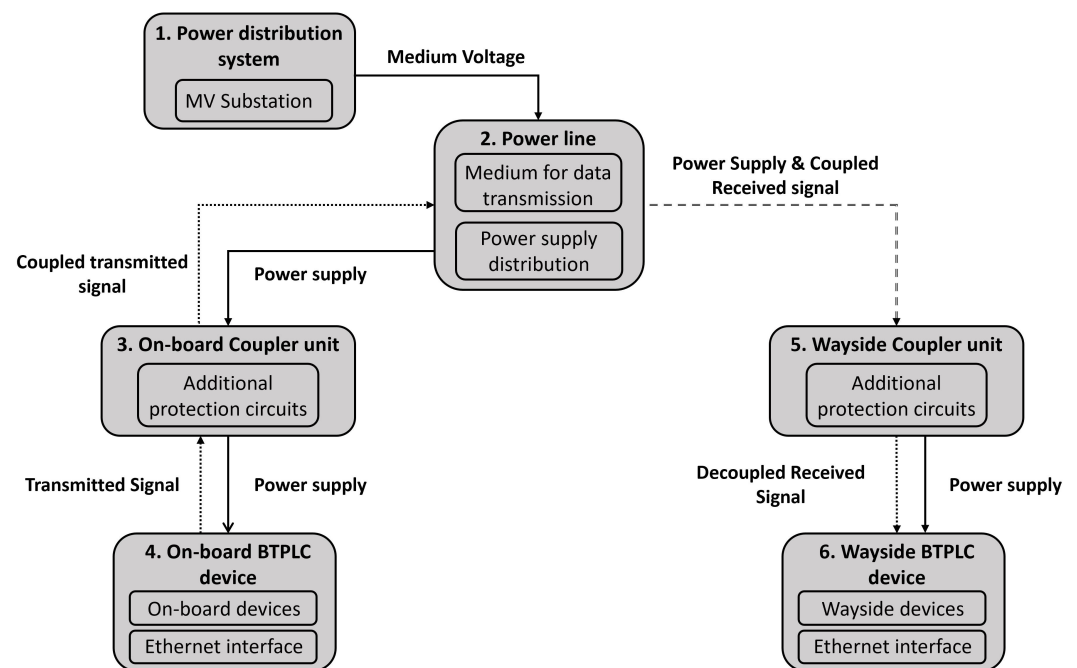 1. Power distribution
system
MV Substation
Medium Voltage
2. Power line
Medium for data
transmission
Power supply
distribution
Power Supply & Coupled
Received signal
Coupled transmitted
signal
Power supply
3. On-board Coupler unit
Additional
protection circuits
5. Wayside Coupler unit
Additional
protection circuits
Transmitted Signal
Power supply
Decoupled Received
Signal
Power supply
4. On-board BTPLC
device
On-board devices
Ethernet interface
6. Wayside BTPLC
device
Wayside devices
Ethernet interface